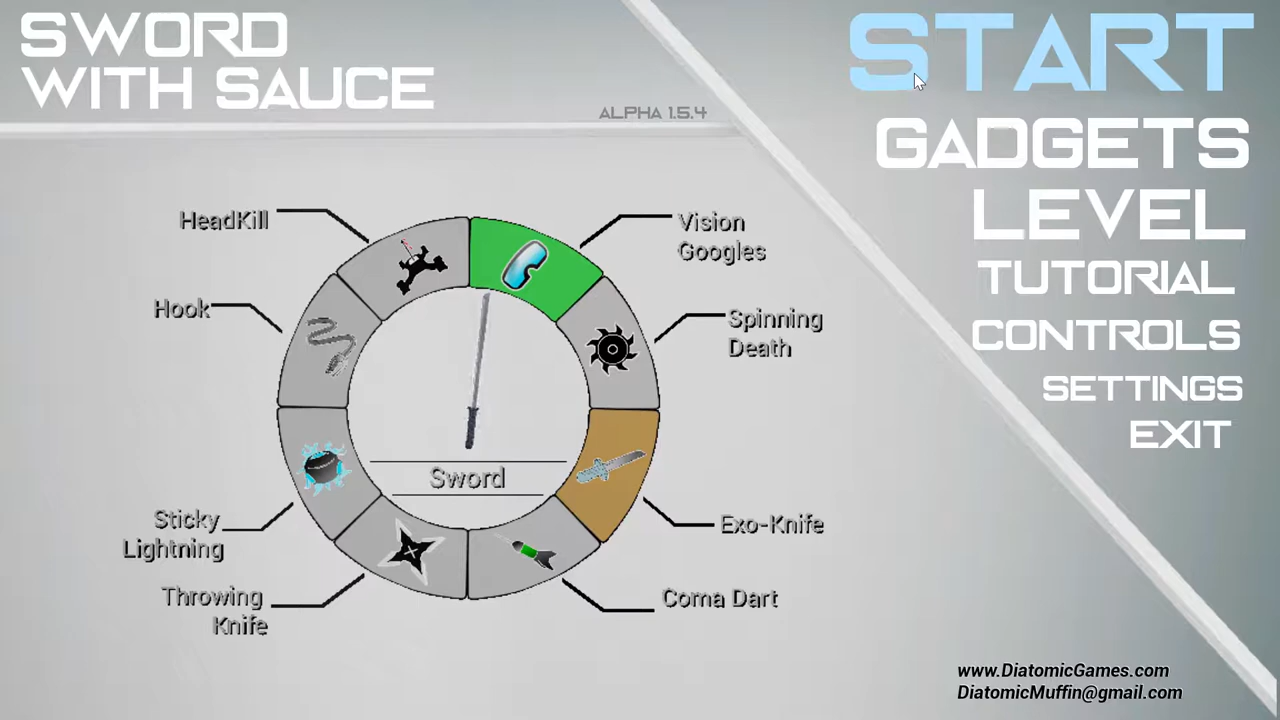 SWORD
WITH SAUCE
ALPHA 1.5.4
START
GADGETS
LEVEL
TUTORIAL
CONTROLS
SETTINGS
EXIT
HeadKill
Vision
Googles
Hook
Spinning
Death
Sword
Sticky
Lightning
Exo-Knife
Throwing
Knife
Coma Dart
www.DiatomicGames.com
DiatomicMuffin@gmail.com